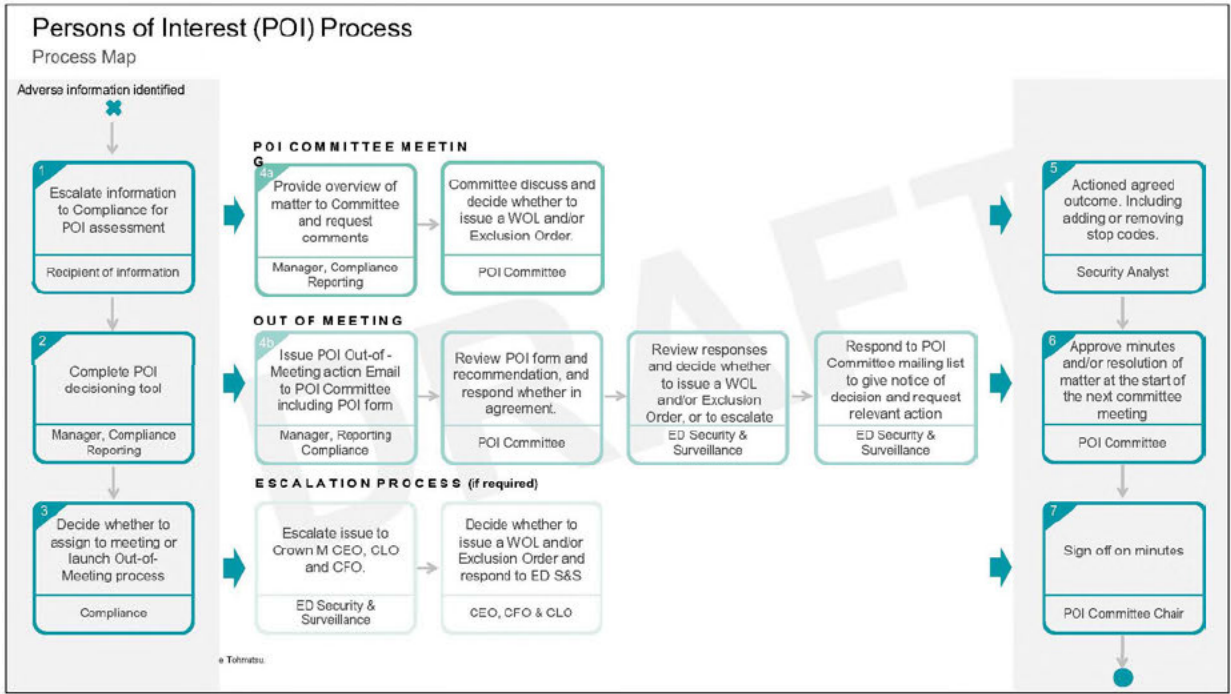 Persons of Interest (POI) Process
Process Map
Adverse information identified
1
Escalate information
to Compliance for
POI assessment
Recipient of information
2
Complete POI
decisioning tool
Manager, Compliance
Reporting
3
Decide whether to
assign to meeting or
launch Out-of-
Meeting process
Compliance
POI COMMITTEE MEETIN
G
4a
Provide overview of
matter to Committee
and request
comments
Manager, Compliance
Reporting
Committee discuss and
decide whether to
issue a WOL and/or
Exclusion Order.
POI Committee
OUT OF MEETING
4b
Issue POI Out-of-
Meeting action Email
to POI Committee
including POI form
Manager, Reporting
Compliance
Review POI form and
recommendation, and
respond whether in
agreement.
POI Committee
Review responses
and decide whether
to issue a WOL
and/or Exclusion
Order, or to escalate
ED Security &
Surveillance
Respond to POI
Committee mailing list
to give notice of
decision and request
relevant action
ED Security &
Surveillance
ESCALATION PROCESS (if required)
Escalate issue to
Crown M CEO, CLO
and CFO.
ED Security &
Surveillance
Decide whether to
issue a WOL and/or
Exclusion Order and
respond to ED S&S
CEO, CFO & CLO
5
Actioned agreed
outcome. Including
adding or removing
stop codes.
Security Analyst
6
Approve minutes
and/or resolution of
matter at the start of
the next committee
meeting
POI Committee
7
Sign off on minutes
POI Committee Chair
e Tohmatsu.
DRAFT